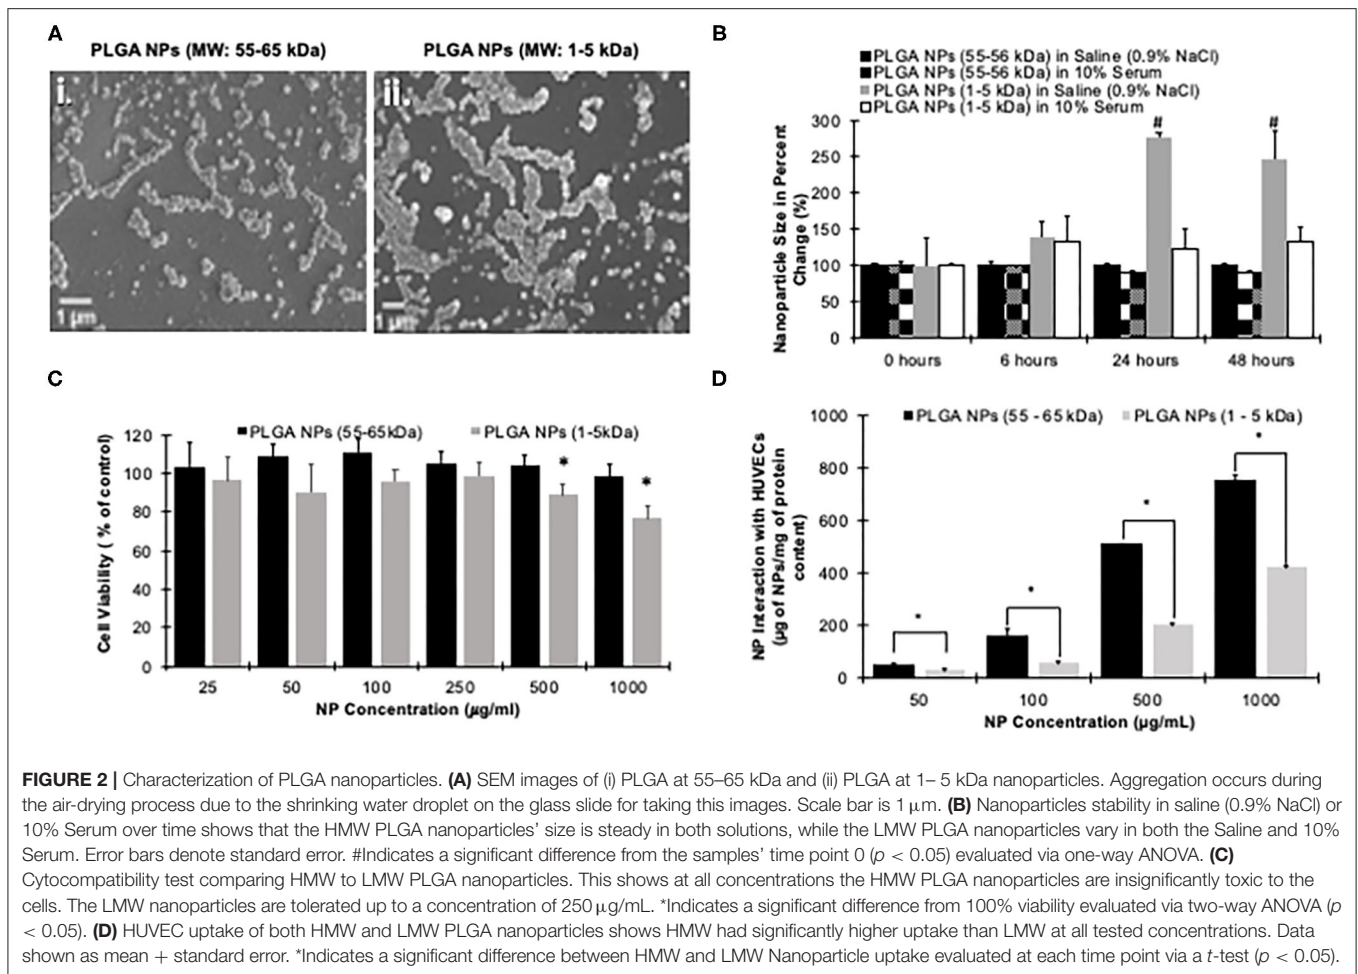 A
PLGA NPs (MW: 55-65 kDa)
PLGA NPs (MW: 1-5 kDa)
i.
ii.
1 µm
1 µm
B
PLGA NPs (55-56 kDa) in Saline (0.9% NaCl)
PLGA NPs (55-56 kDa) in 10% Serum
PLGA NPs (1-5 kDa) in Saline (0.9% NaCl)
PLGA NPs (1-5 kDa) in 10% Serum
Nanoparticle Size in Percent
Change (%)
300
250
200
150
100
50
0
#
#
0 hours
6 hours
24 hours
48 hours
C
PLGA NPs (55-65kDa)
PLGA NPs (1-5kDa)
Cell Viability ( % of control)
120
100
80
60
40
20
0
*
*
25
50
100
250
500
1000
NP Concentration (µg/ml)
D
PLGA NPs (55 - 65 kDa)
PLGA NPs (1 - 5 kDa)
NP Interaction with HUVECs
(µg of NPs/mg of protein
content)
1000
800
600
400
200
0
*
*
*
*
50
100
500
1000
NP Concentration (µg/mL)
FIGURE 2 | Characterization of PLGA nanoparticles. (A) SEM images of (i) PLGA at 55–65 kDa and (ii) PLGA at 1– 5 kDa nanoparticles. Aggregation occurs during
the air-drying process due to the shrinking water droplet on the glass slide for taking this images. Scale bar is 1 µm. (B) Nanoparticles stability in saline (0.9% NaCl) or
10% Serum over time shows that the HMW PLGA nanoparticles' size is steady in both solutions, while the LMW PLGA nanoparticles vary in both the Saline and 10%
Serum. Error bars denote standard error. #Indicates a significant difference from the samples' time point 0 (p < 0.05) evaluated via one-way ANOVA. (C)
Cytocompatibility test comparing HMW to LMW PLGA nanoparticles. This shows at all concentrations the HMW PLGA nanoparticles are insignificantly toxic to the
cells. The LMW nanoparticles are tolerated up to a concentration of 250 µg/mL. *Indicates a significant difference from 100% viability evaluated via two-way ANOVA (p
< 0.05). (D) HUVEC uptake of both HMW and LMW PLGA nanoparticles shows HMW had significantly higher uptake than LMW at all tested concentrations. Data
shown as mean + standard error. *Indicates a significant difference between HMW and LMW Nanoparticle uptake evaluated at each time point via a t-test (p < 0.05).